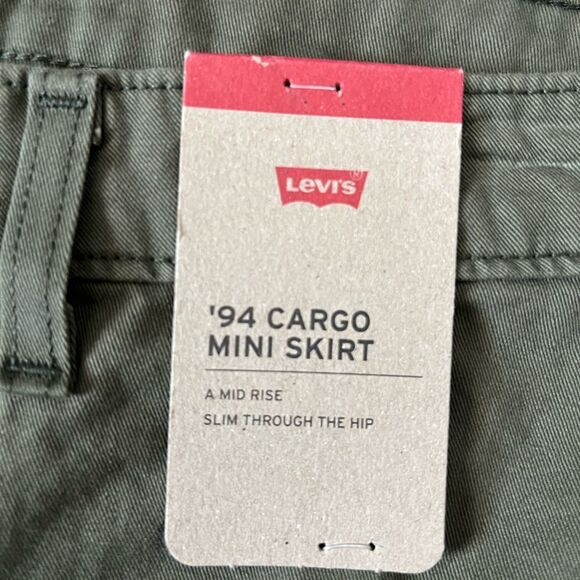 LEVI'S ®
'94 CARGO
MINI SKIRT
A MID RISE
SLIM THROUGH THE HIP